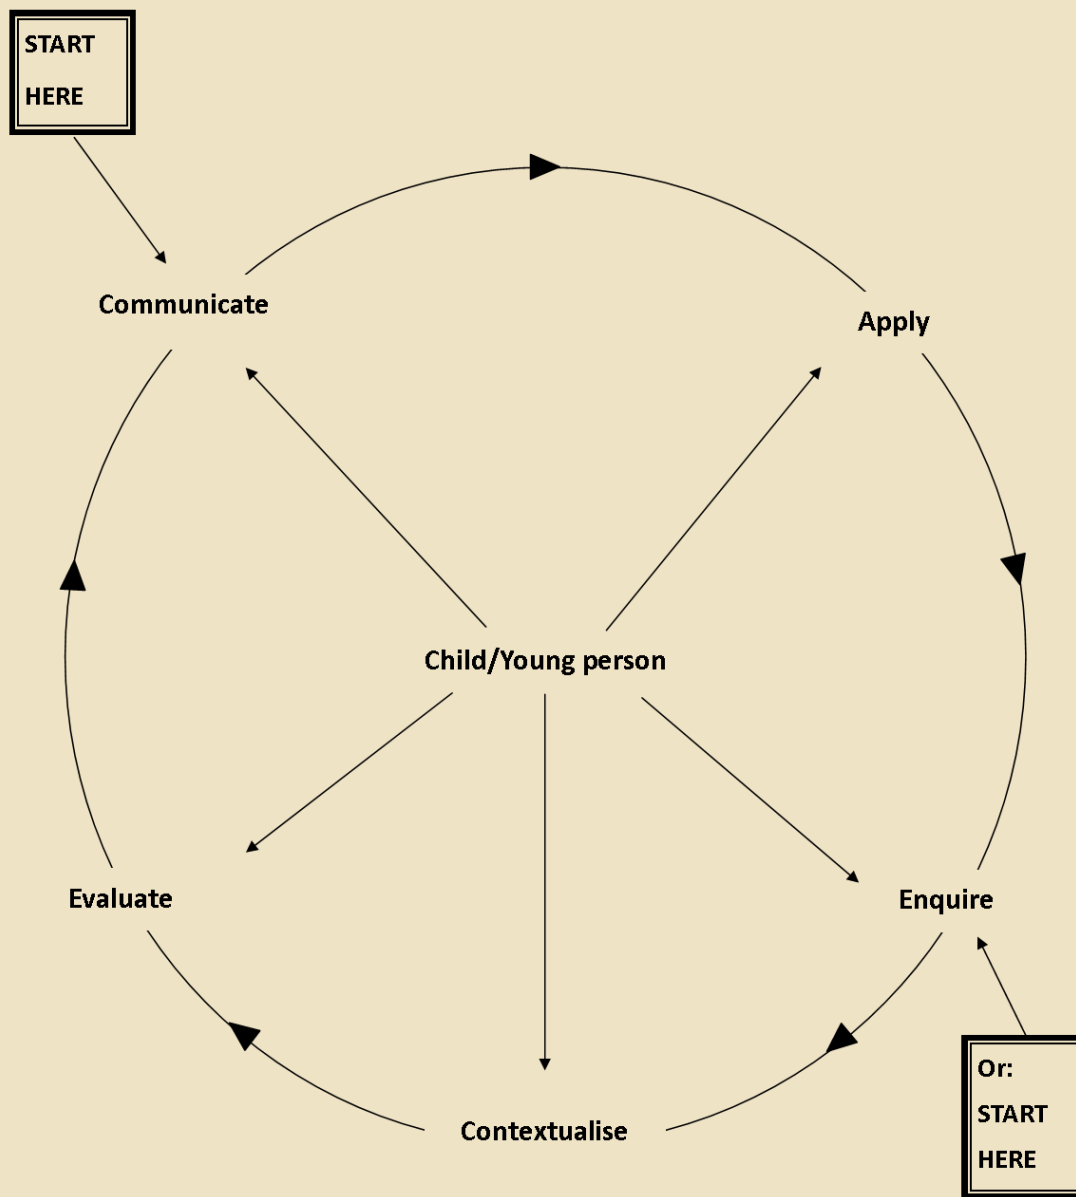 START
HERE
Communicate
Apply
Child/Young person
Evaluate
Enquire
Contextualise
Or:
START
HERE